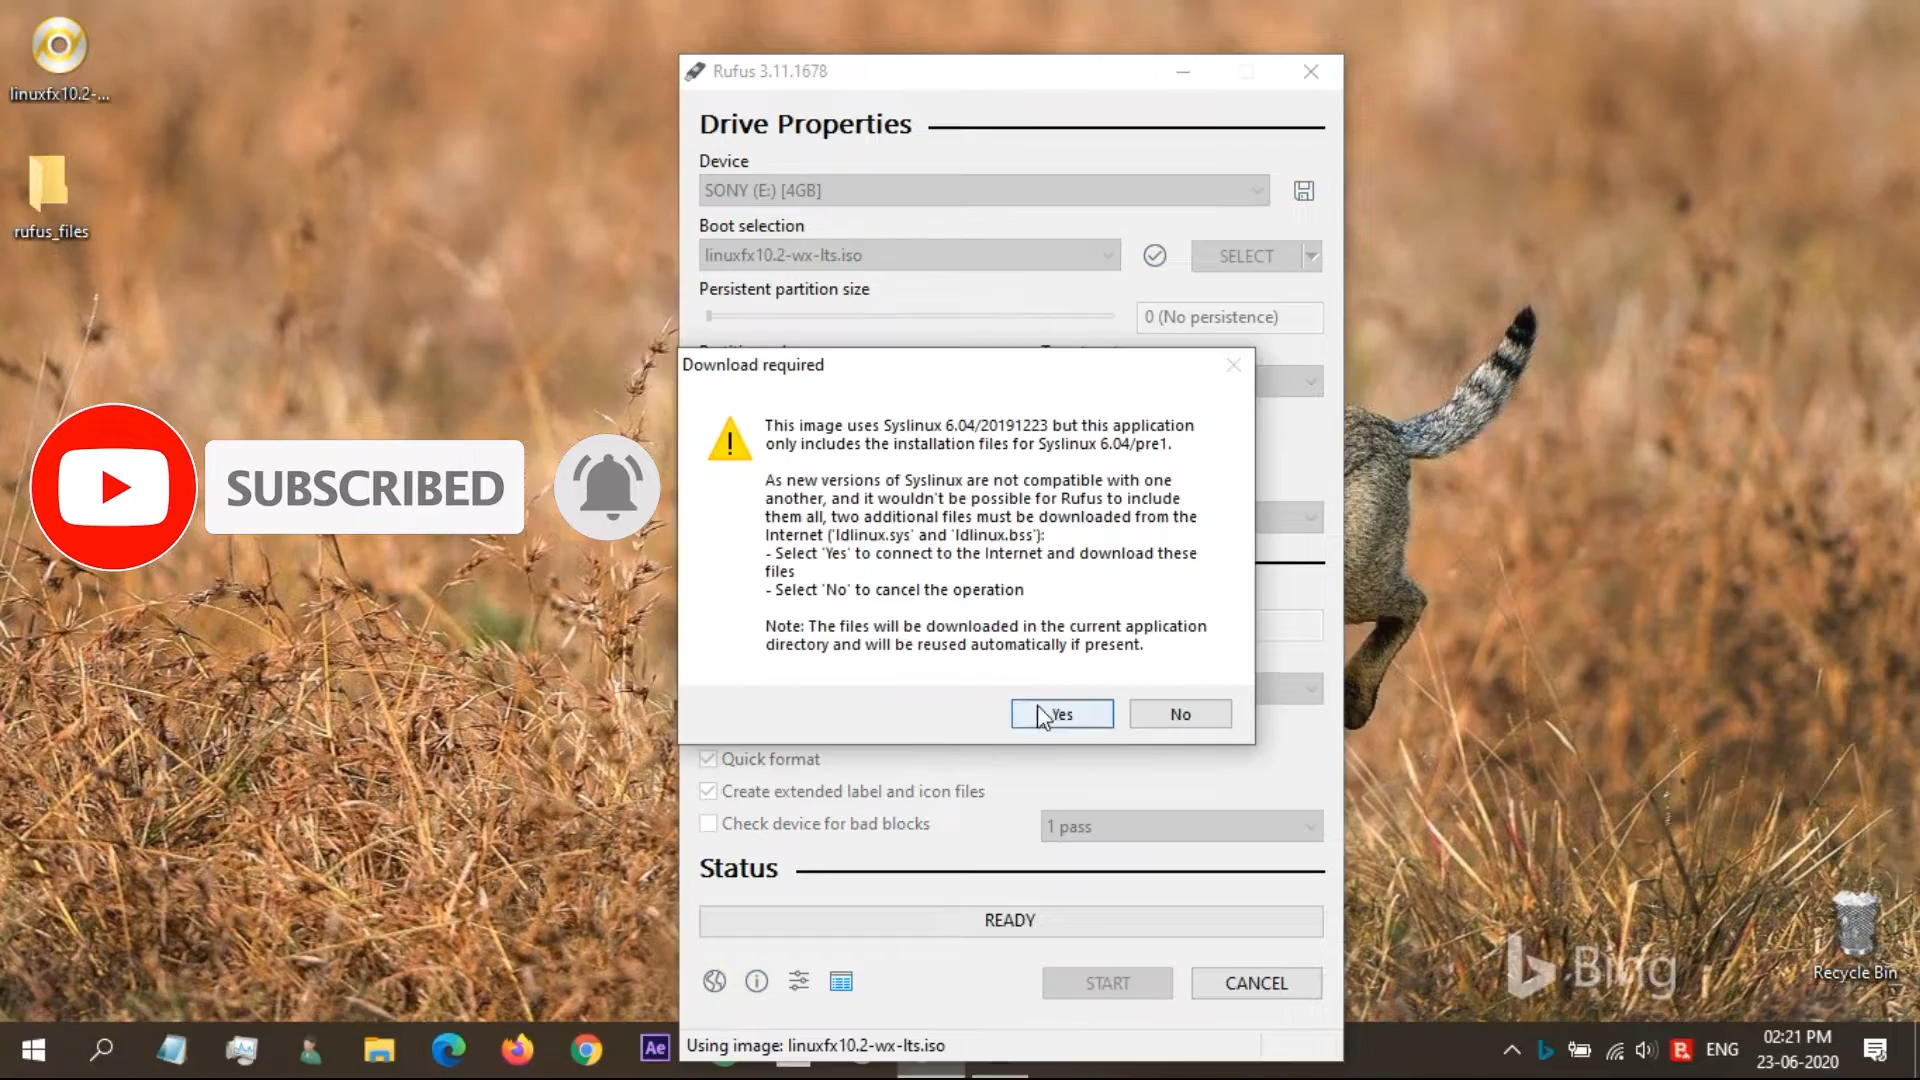 linuxfx10.2-...
rufus_files
SUBSCRIBED
Rufus 3.11.1678
Drive Properties
Device
SONY (E:) [4GB]
Boot selection
linuxfx10.2-wx-lts.iso
SELECT
Persistent partition size
0 (No persistence)
Download required
This image uses Syslinux 6.04/20191223 but this application
only includes the installation files for Syslinux 6.04/pre1.
As new versions of Syslinux are not compatible with one
another, and it wouldn't be possible for Rufus to include
them all, two additional files must be downloaded from the
Internet ('ldlinux.sys' and 'ldlinux.bss'):
- Select 'Yes' to connect to the Internet and download these
files
- Select 'No' to cancel the operation
Note: The files will be downloaded in the current application
directory and will be reused automatically if present.
Yes
No
Quick format
Create extended label and icon files
Check device for bad blocks
1 pass
Status
READY
START
CANCEL
Using image: linuxfx10.2-wx-lts.iso
Bing
Recycle Bin
Ae
ENG
02:21 PM
23-06-2020